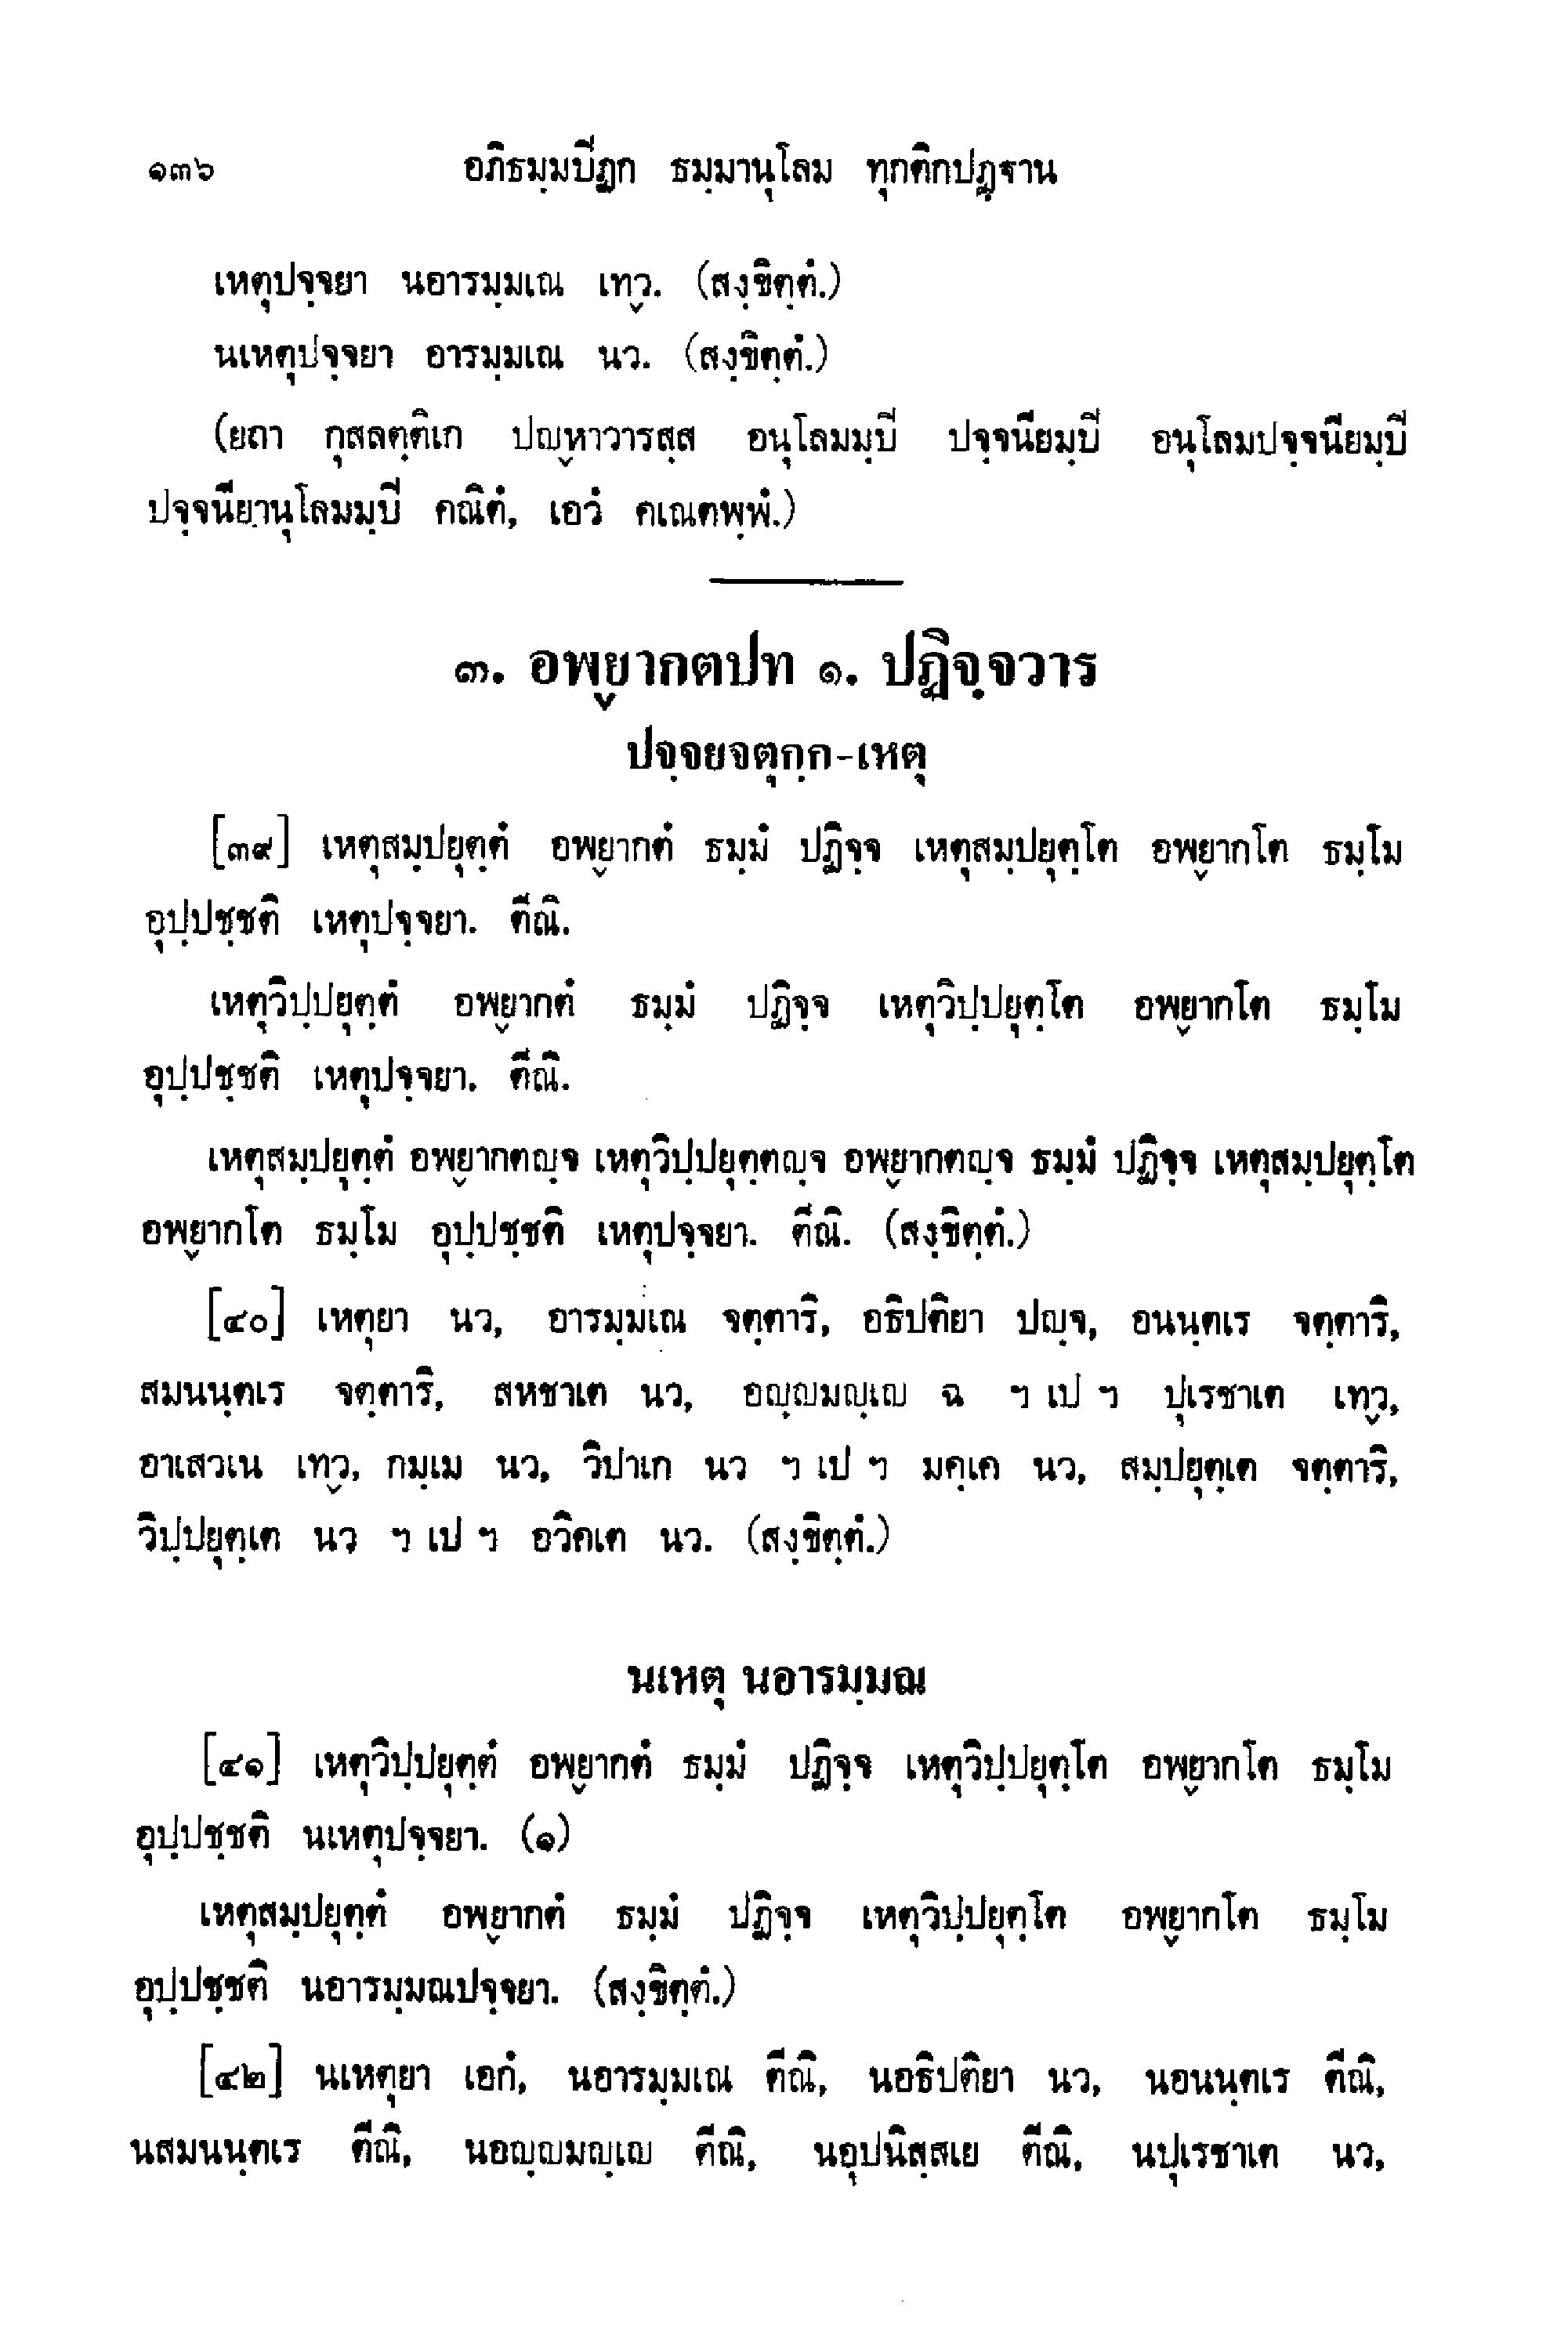 ๑๓๖ อภิธมฺมปิฏก ธมฺมานุโลม ทุกติกปฏฺฐาน
เหตุปจฺจยา นอารมฺมเณ เทฺว. (สงฺขิตฺตํ.)
นเหตุปจฺจยา อารมฺมเณ นว. (สงฺขิตฺตํ.)
(ยถา กุสลตฺติเก ปญฺหาวารสฺส อนุโลมมฺปิ ปจฺจนียมฺปิ อนุโลมปจฺจนียมฺปิ
ปจฺจนียานุโลมมฺปิ คณิตํ, เอวํ คเณตพฺพํ.)
๓. อพฺยากตปท ๑. ปฏิจฺจวาร
ปจฺจยจตุกฺก-เหตุ
[๓๙] เหตุสมฺปยุตฺตํ อพฺยากตํ ธมฺมํ ปฏิจฺจ เหตุสมฺปยุตฺโต อพฺยากโต ธมฺโม
อุปฺปชฺชติ เหตุปจฺจยา. ตีณิ.
เหตุวิปฺปยุตฺตํ อพฺยากตํ ธมฺมํ ปฏิจฺจ เหตุวิปฺปยุตฺโต อพฺยากโต ธมฺโม
อุปฺปชฺชติ เหตุปจฺจยา. ตีณิ.
เหตุสมฺปยุตฺตํ อพฺยากตญฺจ เหตุวิปฺปยุตฺตญฺจ อพฺยากตญฺจ ธมฺมํ ปฏิจฺจ เหตุสมฺปยุตฺโต
อพฺยากโต ธมฺโม อุปฺปชฺชติ เหตุปจฺจยา. ตีณิ. (สงฺขิตฺตํ.)
[๔๐] เหตุยา นว, อารมฺมเณ จตฺตาริ, อธิปติยา ปญฺจ, อนนฺตเร จตฺตาริ,
สมนนฺตเร จตฺตาริ, สหชาเต นว, อญฺญมญฺเญ ฉ ฯ เป ฯ ปุเรชาเต เทฺว,
อาเสวเน เทฺว, กมฺเม นว, วิปาเก นว ฯ เป ฯ มคฺเค นว, สมฺปยุตฺเต จตฺตาริ,
วิปฺปยุตฺเต นว ฯ เป ฯ อวิคเต นว. (สงฺขิตฺตํ.)
นเหตุ นอารมฺมณ
[๔๑] เหตุวิปฺปยุตฺตํ อพฺยากตํ ธมฺมํ ปฏิจฺจ เหตุวิปฺปยุตฺโต อพฺยากโต ธมฺโม
อุปฺปชฺชติ นเหตุปจฺจยา. (๑)
เหตุสมฺปยุตฺตํ อพฺยากตํ ธมฺมํ ปฏิจฺจ เหตุวิปฺปยุตฺโต อพฺยากโต ธมฺโม
อุปฺปชฺชติ นอารมฺมณปจฺจยา. (สงฺขิตฺตํ.)
[๔๒] นเหตุยา เอกํ, นอารมฺมเณ ตีณิ, นอธิปติยา นว, นอนนฺตเร ตีณิ,
นสมนนฺตเร ตีณิ, นอญฺญมญฺเญ ตีณิ, นอุปนิสฺสเย ตีณิ, นปุเรชาเต นว,